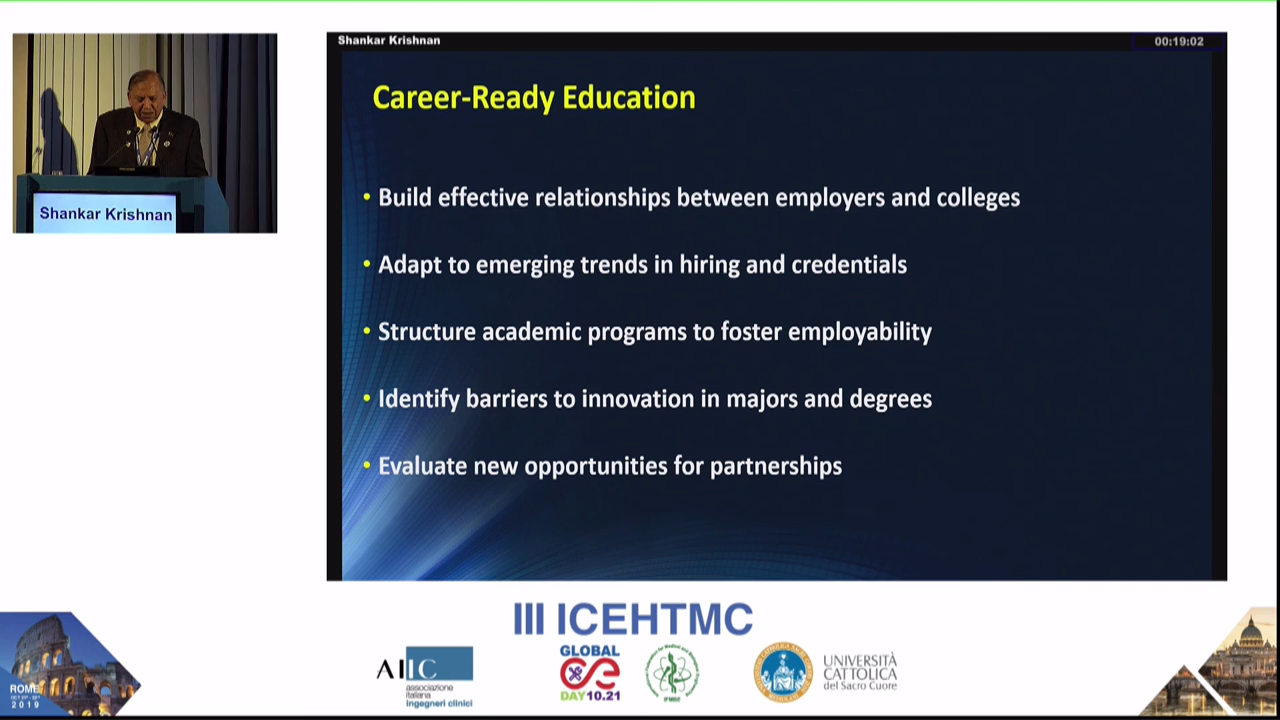 Shankar Krishnan
00:19:02
Career-Ready Education
• Build effective relationships between employers and colleges
• Adapt to emerging trends in hiring and credentials
• Structure academic programs to foster employability
• Identify barriers to innovation in majors and degrees
• Evaluate new opportunities for partnerships
Shankar Krishnan
III ICEHTMC
AIIC
associazione
italiana
ingegneri clinici
GLOBAL
ce
DAY10.21
IFMBE
UNIVERSITÀ
CATTOLICA
del Sacro Cuore
ROME
2019